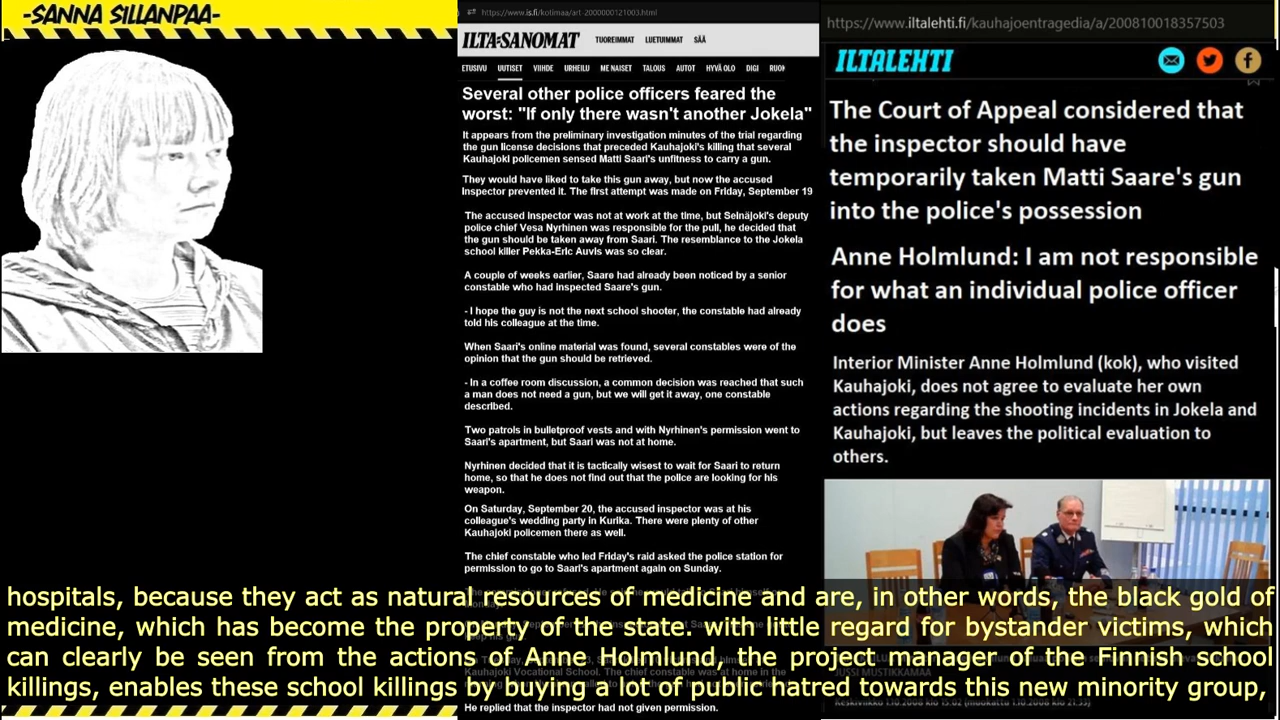 -SANNA SILLANPAA-
https://www.is.fi/kotimaa/art-2000000121003.html
ILTA-SANOMAT TUOREIMMAT LUETUIMMAT SÄÄ
ETUSIVU UUTISET VIIHDE URHEILU ME NAISET TALOUS AUTOT HYVÄ OLO DIGI RUOK
Several other police officers feared the
worst: "If only there wasn't another Jokela"
It appears from the preliminary investigation minutes of the trial regarding
the gun license decisions that preceded Kauhajoki's killing that several
Kauhajoki policemen sensed Matti Saari's unfitness to carry a gun.
They would have liked to take this gun away, but now the accused
inspector prevented it. The first attempt was made on Friday, September 19
The accused inspector was not at work at the time, but Seinäjoki's deputy
police chief Vesa Nyrhinen was responsible for the pull, he decided that
the gun should be taken away from Saari. The resemblance to the Jokela
school killer Pekka-Eric Auvis was so clear.
A couple of weeks earlier, Saare had already been noticed by a senior
constable who had inspected Saare's gun.
- I hope the guy is not the next school shooter, the constable had already
told his colleague at the time.
When Saari's online material was found, several constables were of the
opinion that the gun should be retrieved.
- In a coffee room discussion, a common decision was reached that such
a man does not need a gun, but we will get it away, one constable
described.
Two patrols in bulletproof vests and with Nyrhinen's permission went to
Saari's apartment, but Saari was not at home.
Nyrhinen decided that it is tactically wisest to wait for Saari to return
home, so that he does not find out that the police are looking for his
weapon.
On Saturday, September 20, the accused inspector was at his
colleague's wedding party in Kurika. There were plenty of other
Kauhajoki policemen there as well.
The chief constable who led Friday's raid asked the police station for
permission to go to Saari's apartment again on Sunday.
He replied that the inspector had not given permission.
https://www.iltalehti.fi/kauhajoentragedia/a/200810018357503
ILTALEHTI
The Court of Appeal considered that
the inspector should have
temporarily taken Matti Saare's gun
into the police's possession
Anne Holmlund: I am not responsible
for what an individual police officer
does
Interior Minister Anne Holmlund (kok), who visited
Kauhajoki, does not agree to evaluate her own
actions regarding the shooting incidents in Jokela and
Kauhajoki, but leaves the political evaluation to
others.
JUSSI MUSTIKKAMAA
hospitals, because they act as natural resources of medicine and are, in other words, the black gold of
medicine, which has become the property of the state. with little regard for bystander victims, which
can clearly be seen from the actions of Anne Holmlund, the project manager of the Finnish school
killings, enables these school killings by buying a lot of public hatred towards this new minority group,